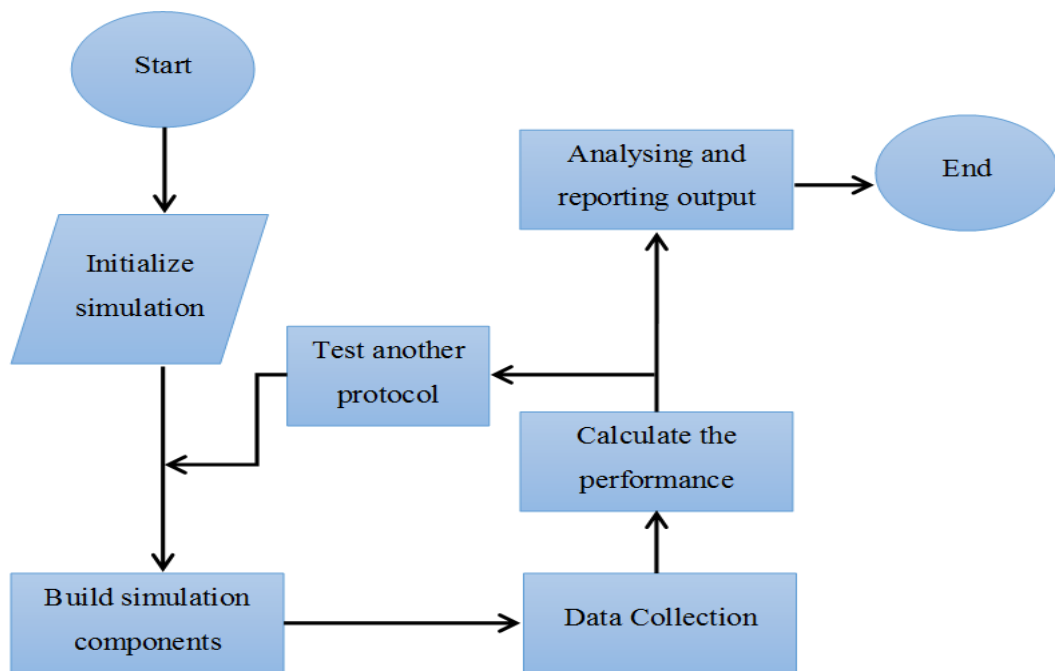 Start
Initialize
simulation
Build simulation
components
Data Collection
Calculate the
performance
Test another
protocol
Analysing and
reporting output
End